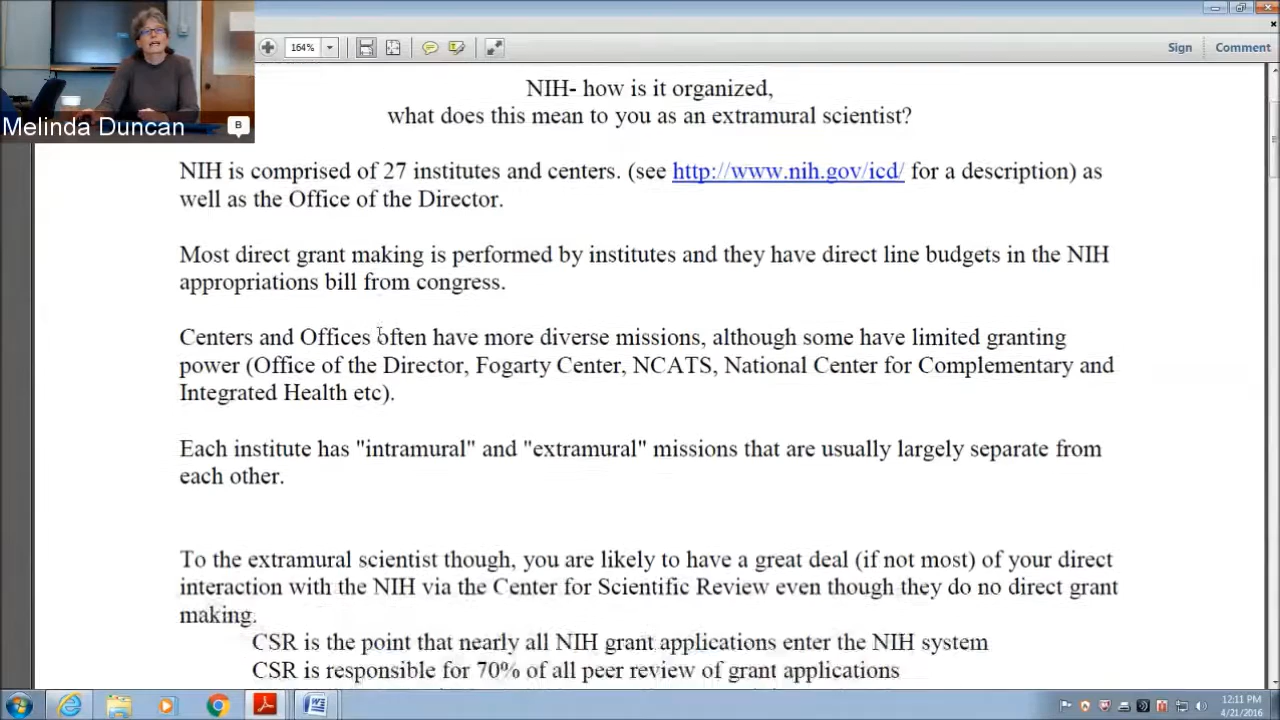 164%
Sign
Comment
Melinda Duncan
B
NIH- how is it organized,
what does this mean to you as an extramural scientist?
NIH is comprised of 27 institutes and centers. (see http://www.nih.gov/icd/ for a description) as
well as the Office of the Director.
Most direct grant making is performed by institutes and they have direct line budgets in the NIH
appropriations bill from congress.
Centers and Offices often have more diverse missions, although some have limited granting
power (Office of the Director, Fogarty Center, NCATS, National Center for Complementary and
Integrated Health etc).
Each institute has "intramural" and "extramural" missions that are usually largely separate from
each other.
To the extramural scientist though, you are likely to have a great deal (if not most) of your direct
interaction with the NIH via the Center for Scientific Review even though they do no direct grant
making.
CSR is the point that nearly all NIH grant applications enter the NIH system
CSR is responsible for 70% of all peer review of grant applications
12:11 PM
4/21/2016